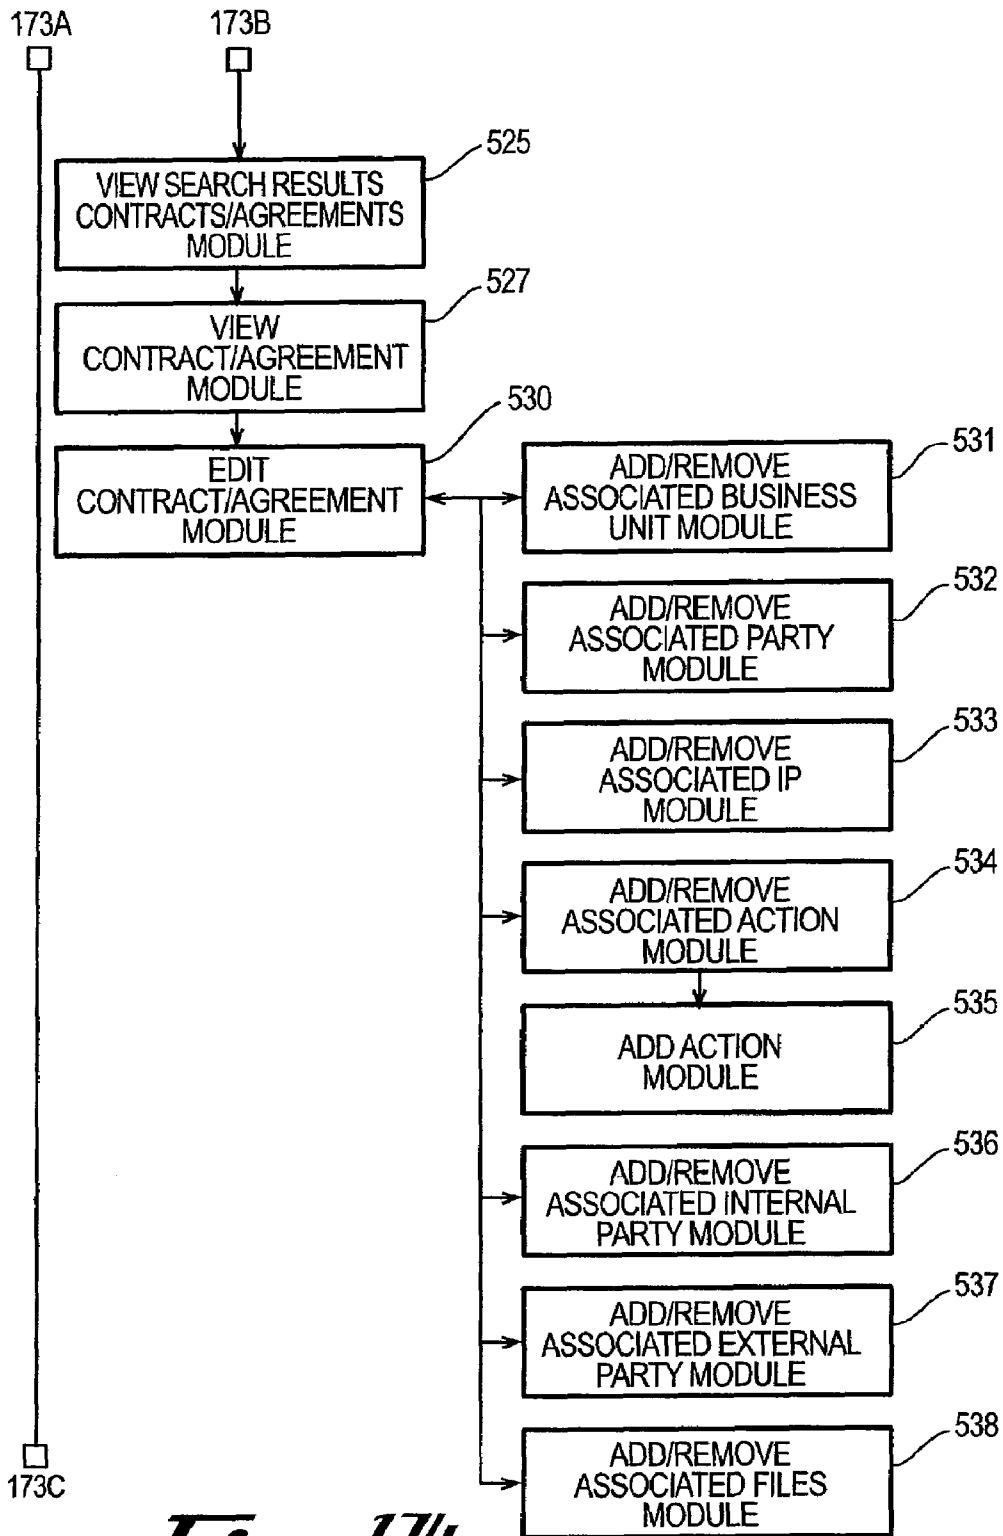 173A
173B
525
VIEW SEARCH RESULTS
CONTRACTS/AGREEMENTS
MODULE
527
VIEW
CONTRACT/AGREEMENT
MODULE
530
EDIT
CONTRACT/AGREEMENT
MODULE
531
ADD/REMOVE
ASSOCIATED BUSINESS
UNIT MODULE
532
ADD/REMOVE
ASSOCIATED PARTY
MODULE
533
ADD/REMOVE
ASSOCIATED IP
MODULE
534
ADD/REMOVE
ASSOCIATED ACTION
MODULE
535
ADD ACTION
MODULE
536
ADD/REMOVE
ASSOCIATED INTERNAL
PARTY MODULE
537
ADD/REMOVE
ASSOCIATED EXTERNAL
PARTY MODULE
538
ADD/REMOVE
ASSOCIATED FILES
MODULE
173C